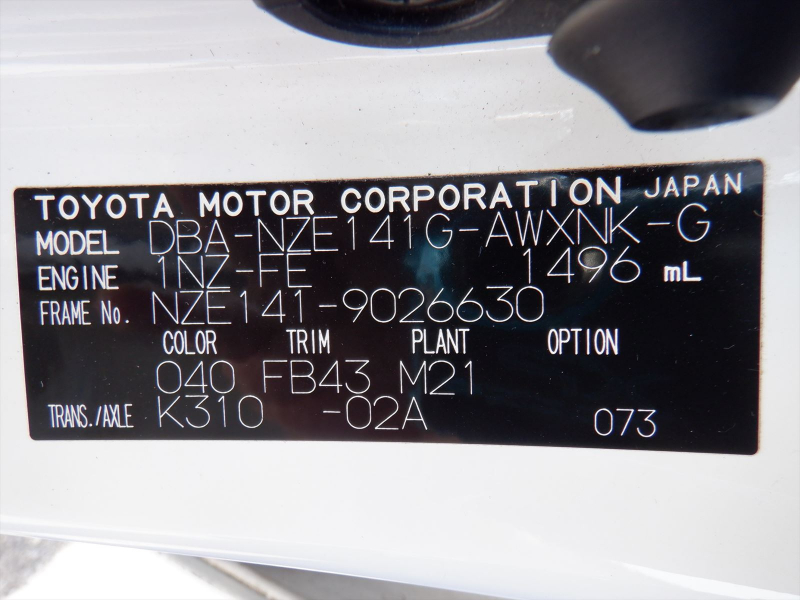 TOYOTA MOTOR CORPORATION JAPAN
MODEL DBA-NZE141G-AWXNK-G
ENGINE 1NZ-FE 1496 mL
FRAME No. NZE141-9026630
COLOR TRIM PLANT OPTION
040 FB43 M21
TRANS./AXLE K310 -02A 073